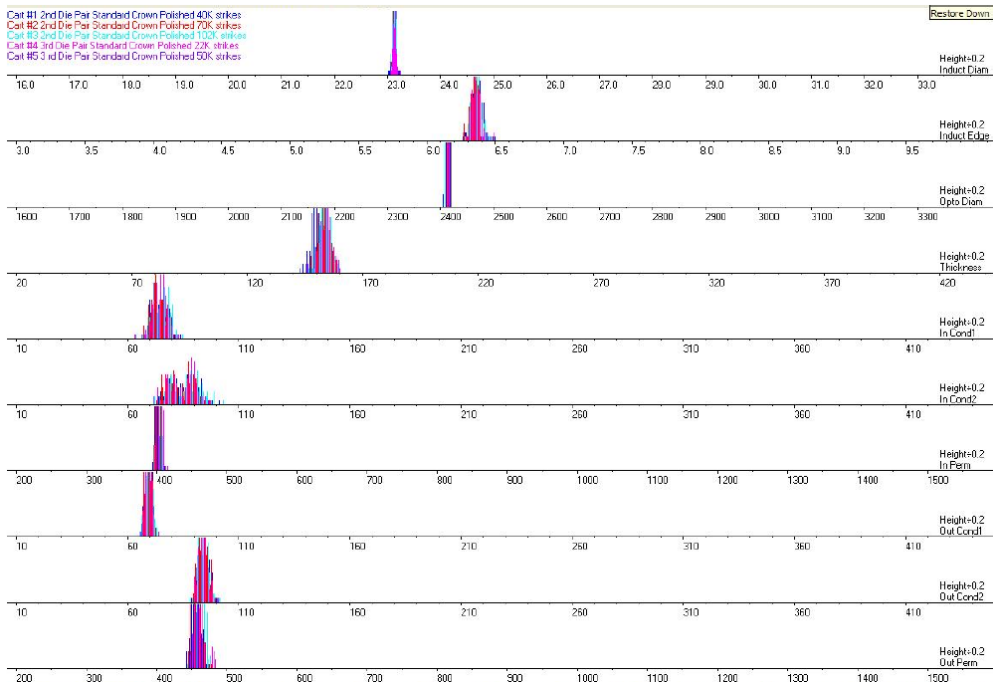 Restore Down
Cart #1 2nd Die Pair Standard Crown Polished 40K strikes
Cart #2 2nd Die Pair Standard Crown Polished 70K strikes
Cart #3 2nd Die Pair Standard Crown Polished 102K strikes
Cart #4 3rd Die Pair Standard Crown Polished 22K strikes
Cart #5 3 rd Die Pair Standard Crown Polished 50K strikes
Height÷0.2
Induct Diam
16.0 17.0 18.0 19.0 20.0 21.0 22.0 23.0 24.0 25.0 26.0 27.0 28.0 29.0 30.0 31.0 32.0 33.0
Height÷0.2
Induct Edge
3.0 3.5 4.0 4.5 5.0 5.5 6.0 6.5 7.0 7.5 8.0 8.5 9.0 9.5
Height÷0.2
Opto Diam
1600 1700 1800 1900 2000 2100 2200 2300 2400 2500 2600 2700 2800 2900 3000 3100 3200 3300
Height÷0.2
Thickness
20 70 120 170 220 270 320 370 420
Height÷0.2
In Cond1
10 60 110 160 210 260 310 360 410
Height÷0.2
In Cond2
10 60 110 160 210 260 310 360 410
Height÷0.2
In Perm
200 300 400 500 600 700 800 900 1000 1100 1200 1300 1400 1500
Height÷0.2
Out Cond1
10 60 110 160 210 260 310 360 410
Height÷0.2
Out Cond2
10 60 110 160 210 260 310 360 410
Height÷0.2
Out Perm
200 300 400 500 600 700 800 900 1000 1100 1200 1300 1400 1500